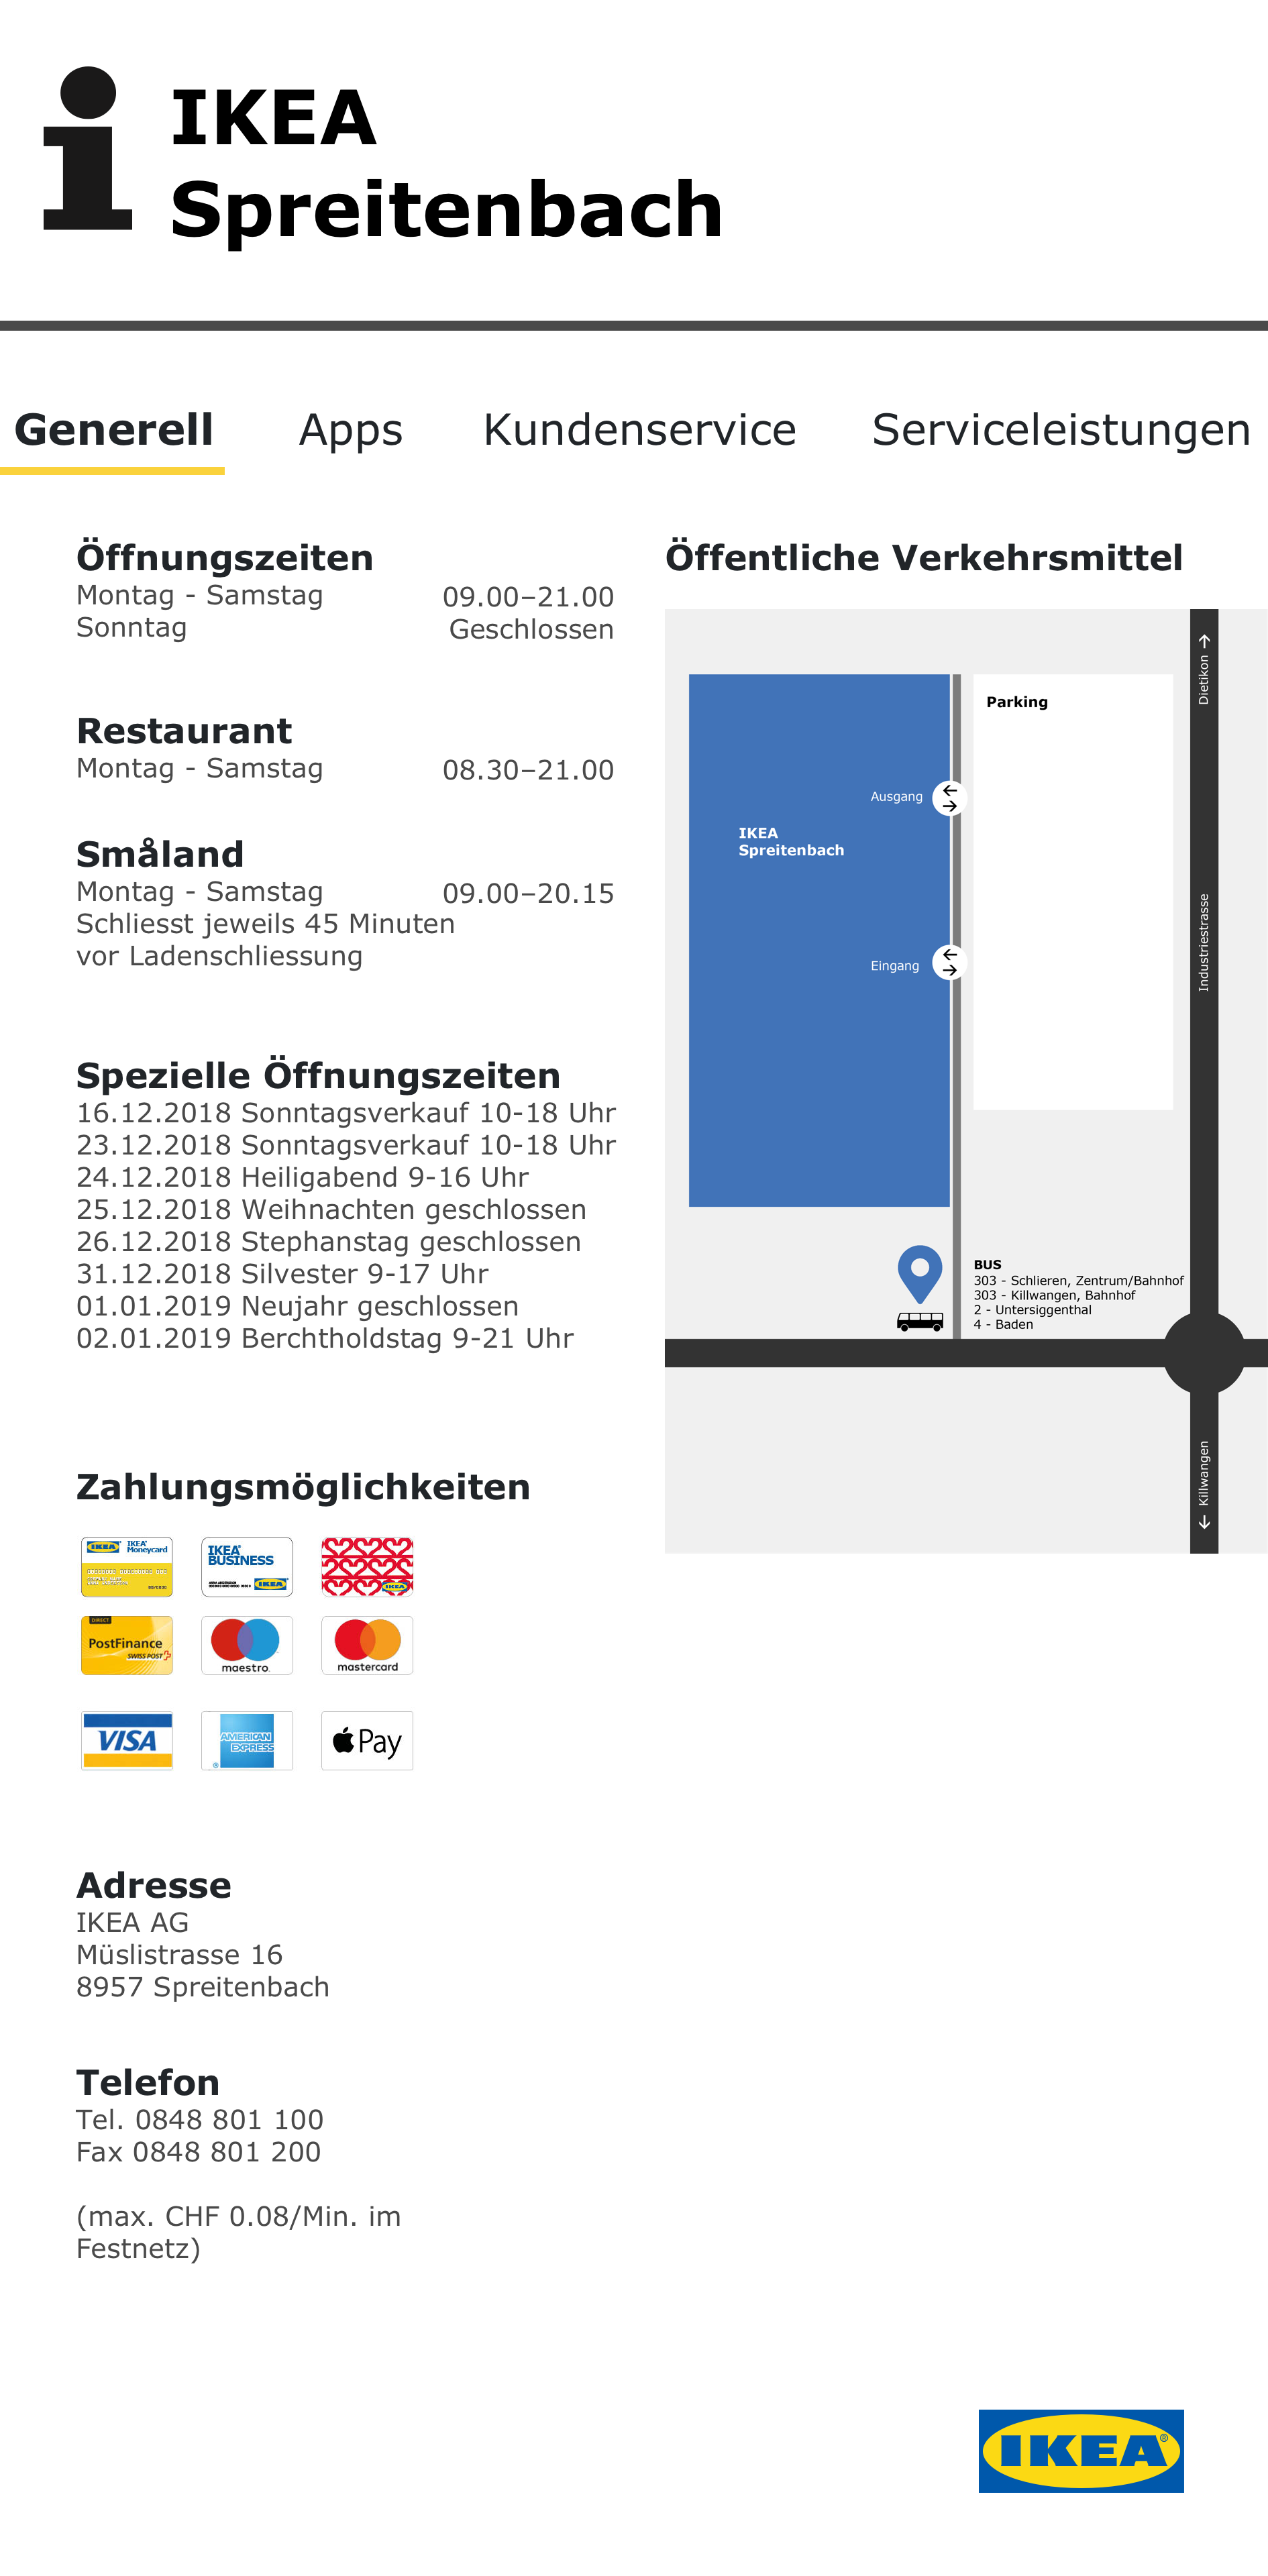 IKEA
Spreitenbach
Generell
Apps
Kundenservice
Serviceleistungen
Öffnungszeiten
Montag - Samstag 09.00–21.00
Sonntag Geschlossen
Restaurant
Montag - Samstag 08.30–21.00
Småland
Montag - Samstag 09.00–20.15
Schliesst jeweils 45 Minuten
vor Ladenschliessung
Spezielle Öffnungszeiten
16.12.2018 Sonntagsverkauf 10-18 Uhr
23.12.2018 Sonntagsverkauf 10-18 Uhr
24.12.2018 Heiligabend 9-16 Uhr
25.12.2018 Weihnachten geschlossen
26.12.2018 Stephanstag geschlossen
31.12.2018 Silvester 9-17 Uhr
01.01.2019 Neujahr geschlossen
02.01.2019 Berchtholdstag 9-21 Uhr
Zahlungsmöglichkeiten
IKEA IKEA
Moneycard
IKEA
BUSINESS
IKEA
IKEA
DIRECT
PostFinance
SWISS POST
maestro.
mastercard
VISA
AMERICAN
EXPRESS
Pay
Adresse
IKEA AG
Müslistrasse 16
8957 Spreitenbach
Telefon
Tel. 0848 801 100
Fax 0848 801 200
(max. CHF 0.08/Min. im
Festnetz)
Öffentliche Verkehrsmittel
Dietikon →
Parking
Ausgang
IKEA
Spreitenbach
Industriestrasse
Eingang
BUS
303 - Schlieren, Zentrum/Bahnhof
303 - Killwangen, Bahnhof
2 - Untersiggenthal
4 - Baden
← Killwangen
IKEA®